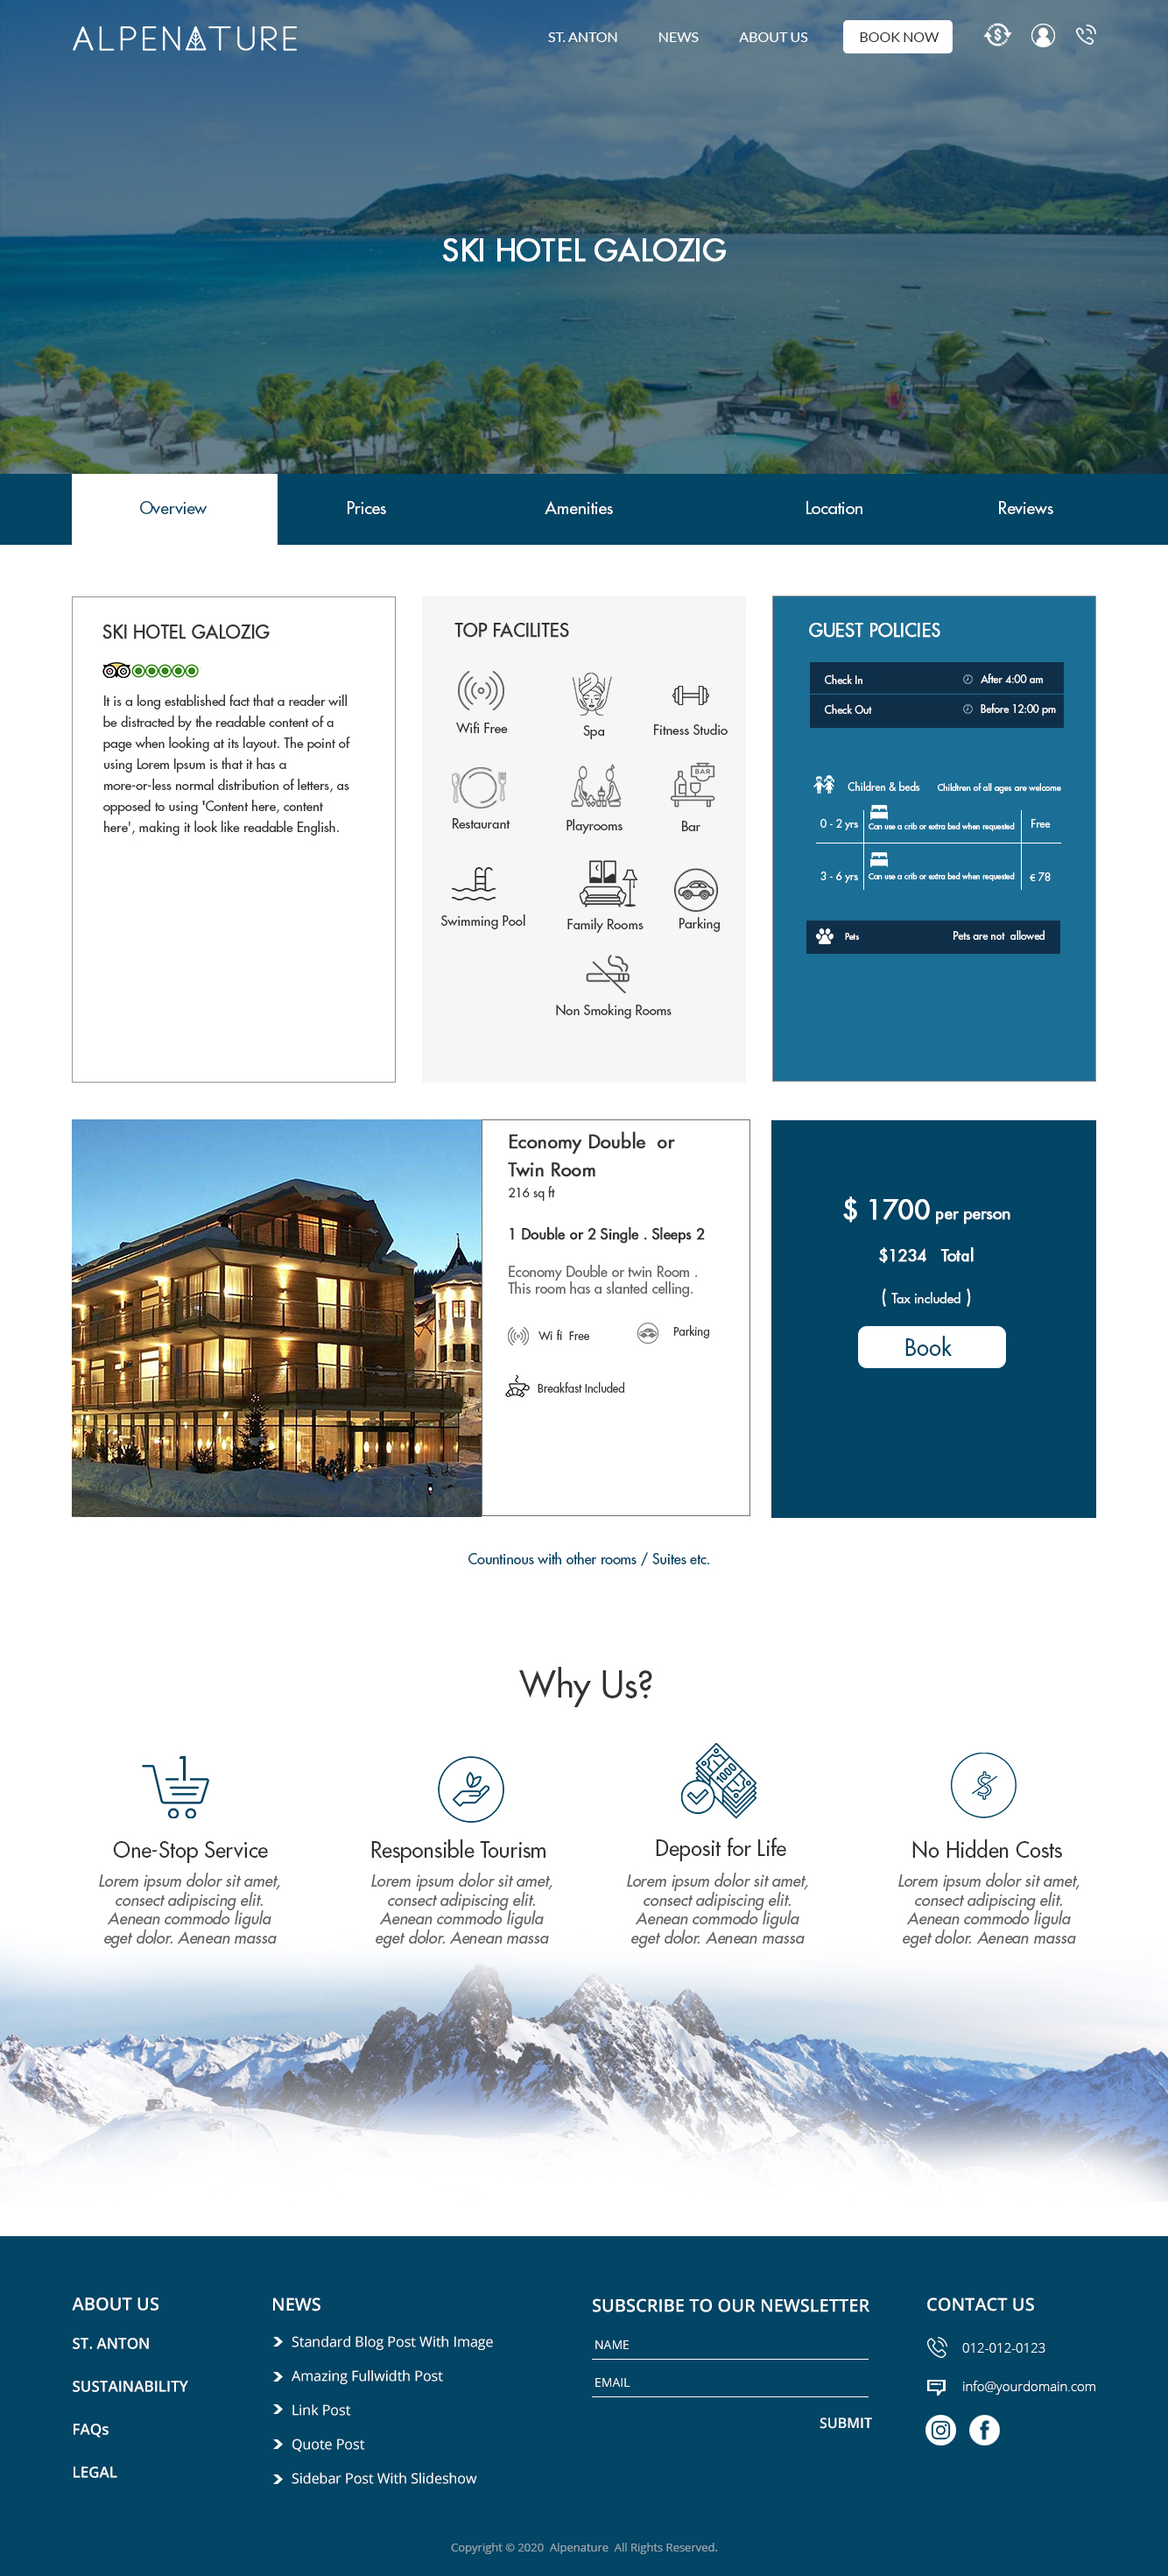 ALPENATURE
ST. ANTON
NEWS
ABOUT US
BOOK NOW
SKI HOTEL GALOZIG
Overview
Prices
Amenities
Location
Reviews
SKI HOTEL GALOZIG
It is a long established fact that a reader will
be distracted by the readable content of a
page when looking at its layout. The point of
using Lorem Ipsum is that it has a
more-or-less normal distribution of letters, as
opposed to using 'Content here, content
here', making it look like readable English.
TOP FACILITES
Wifi Free
Spa
Fitness Studio
Restaurant
Playrooms
BAR
Bar
Swimming Pool
Family Rooms
Parking
Non Smoking Rooms
GUEST POLICIES
Check In
After 4:00 am
Check Out
Before 12:00 pm
Children & beds
Childtren of all ages are welcome
0 - 2 yrs
Can use a crib or extra bed when requested
Free
3 - 6 yrs
Can use a crib or extra bed when requested
€ 78
Pets
Pets are not allowed
Economy Double or
Twin Room
216 sq ft
1 Double or 2 Single . Sleeps 2
Economy Double or twin Room .
This room has a slanted celling.
Wi fi Free
Parking
Breakfast Included
$ 1700 per person
$1234 Total
( Tax included )
Book
Countinous with other rooms / Suites etc.
Why Us?
1000
One-Stop Service
Lorem ipsum dolor sit amet,
consect adipiscing elit.
Aenean commodo ligula
eget dolor. Aenean massa
Responsible Tourism
Lorem ipsum dolor sit amet,
consect adipiscing elit.
Aenean commodo ligula
eget dolor. Aenean massa
Deposit for Life
Lorem ipsum dolor sit amet,
consect adipiscing elit.
Aenean commodo ligula
eget dolor. Aenean massa
No Hidden Costs
Lorem ipsum dolor sit amet,
consect adipiscing elit.
Aenean commodo ligula
eget dolor. Aenean massa
ABOUT US
ST. ANTON
SUSTAINABILITY
FAQs
LEGAL
NEWS
Standard Blog Post With Image
Amazing Fullwidth Post
Link Post
Quote Post
Sidebar Post With Slideshow
SUBSCRIBE TO OUR NEWSLETTER
NAME
EMAIL
SUBMIT
CONTACT US
012-012-0123
info@yourdomain.com
Copyright © 2020 Alpenature All Rights Reserved.